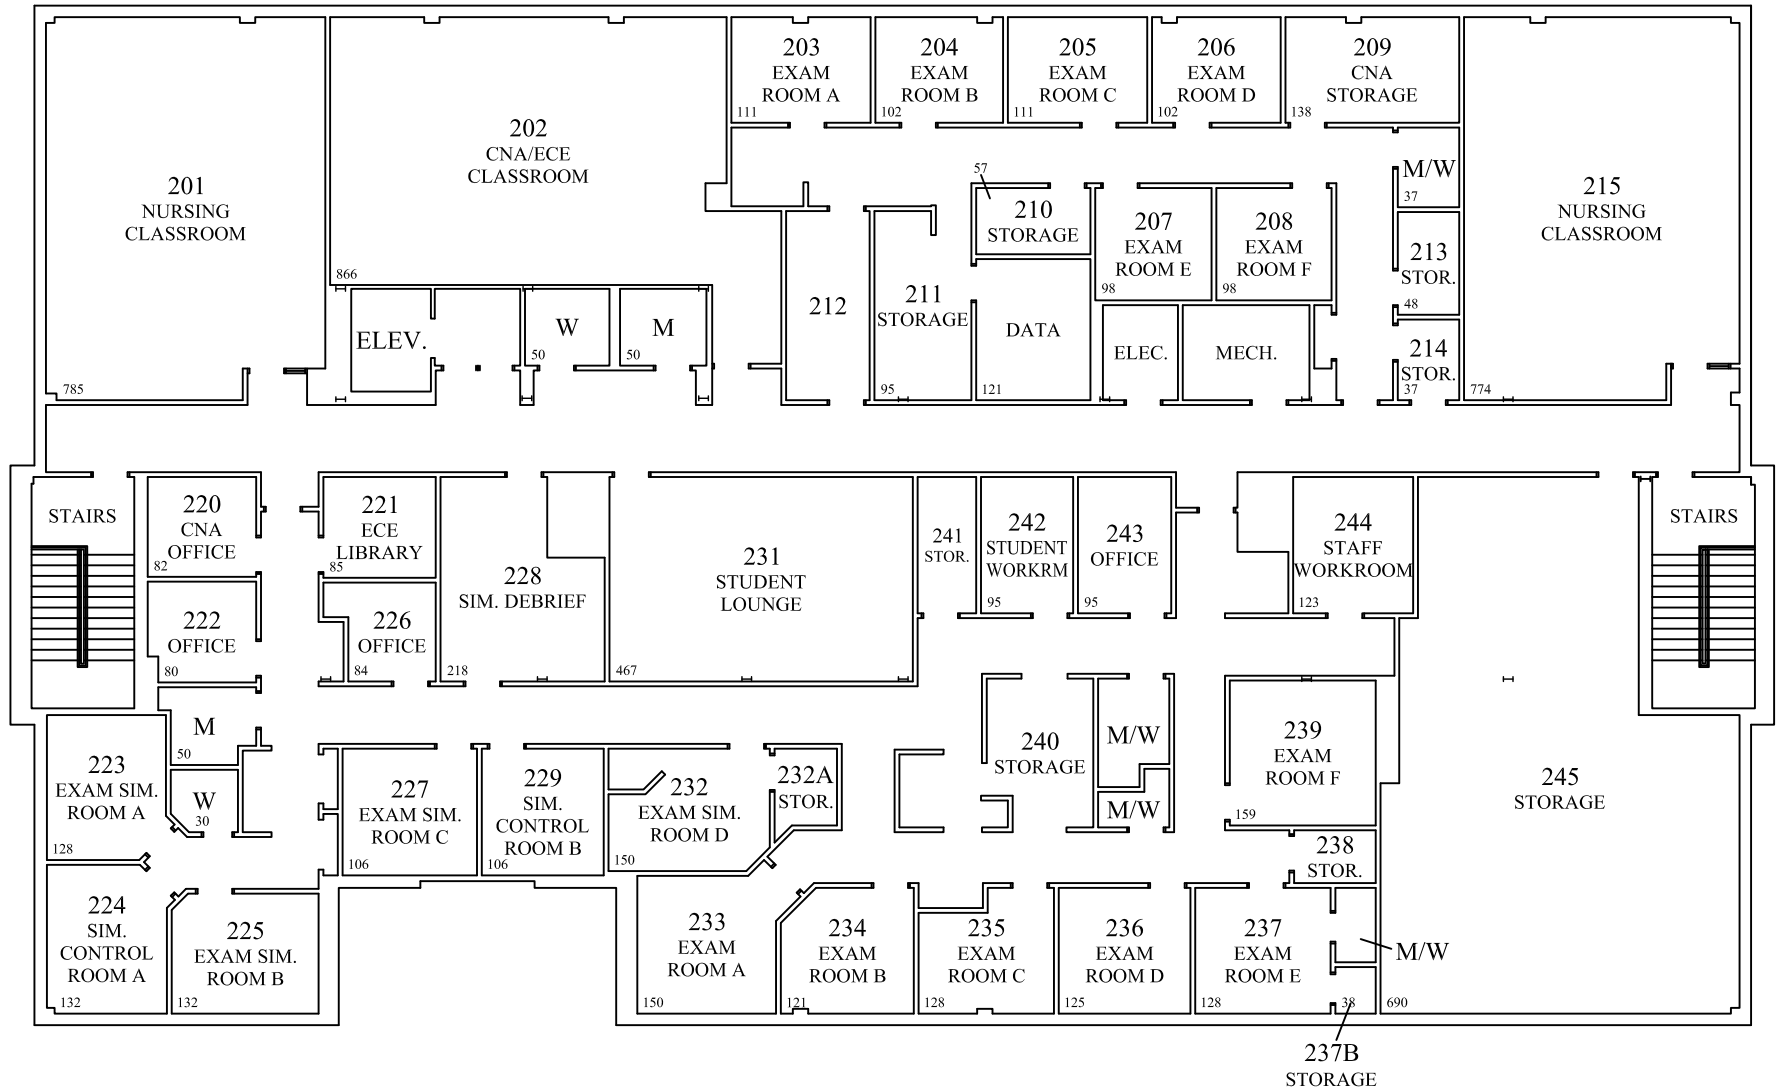 201
NURSING
CLASSROOM
785
202
CNA/ECE
CLASSROOM
866
203
EXAM
ROOM A
111
204
EXAM
ROOM B
102
205
EXAM
ROOM C
111
206
EXAM
ROOM D
102
209
CNA
STORAGE
138
M/W
37
215
NURSING
CLASSROOM
774
57
210
STORAGE
207
EXAM
ROOM E
98
208
EXAM
ROOM F
98
213
STOR.
48
ELEV.
W
50
M
50
212
211
STORAGE
95
DATA
121
ELEC.
MECH.
214
STOR.
37
STAIRS
220
CNA
OFFICE
82
221
ECE
LIBRARY
85
222
OFFICE
80
226
OFFICE
84
228
SIM. DEBRIEF
218
231
STUDENT
LOUNGE
467
241
STOR.
242
STUDENT
WORKRM
95
243
OFFICE
95
244
STAFF
WORKROOM
123
STAIRS
M
50
223
EXAM SIM.
ROOM A
128
W
30
227
EXAM SIM.
ROOM C
106
229
SIM.
CONTROL
ROOM B
106
232
EXAM SIM.
ROOM D
150
232A
STOR.
240
STORAGE
M/W
M/W
239
EXAM
ROOM F
159
245
STORAGE
690
238
STOR.
224
SIM.
CONTROL
ROOM A
132
225
EXAM SIM.
ROOM B
132
233
EXAM
ROOM A
150
234
EXAM
ROOM B
121
235
EXAM
ROOM C
128
236
EXAM
ROOM D
125
237
EXAM
ROOM E
128
M/W
38
237B
STORAGE